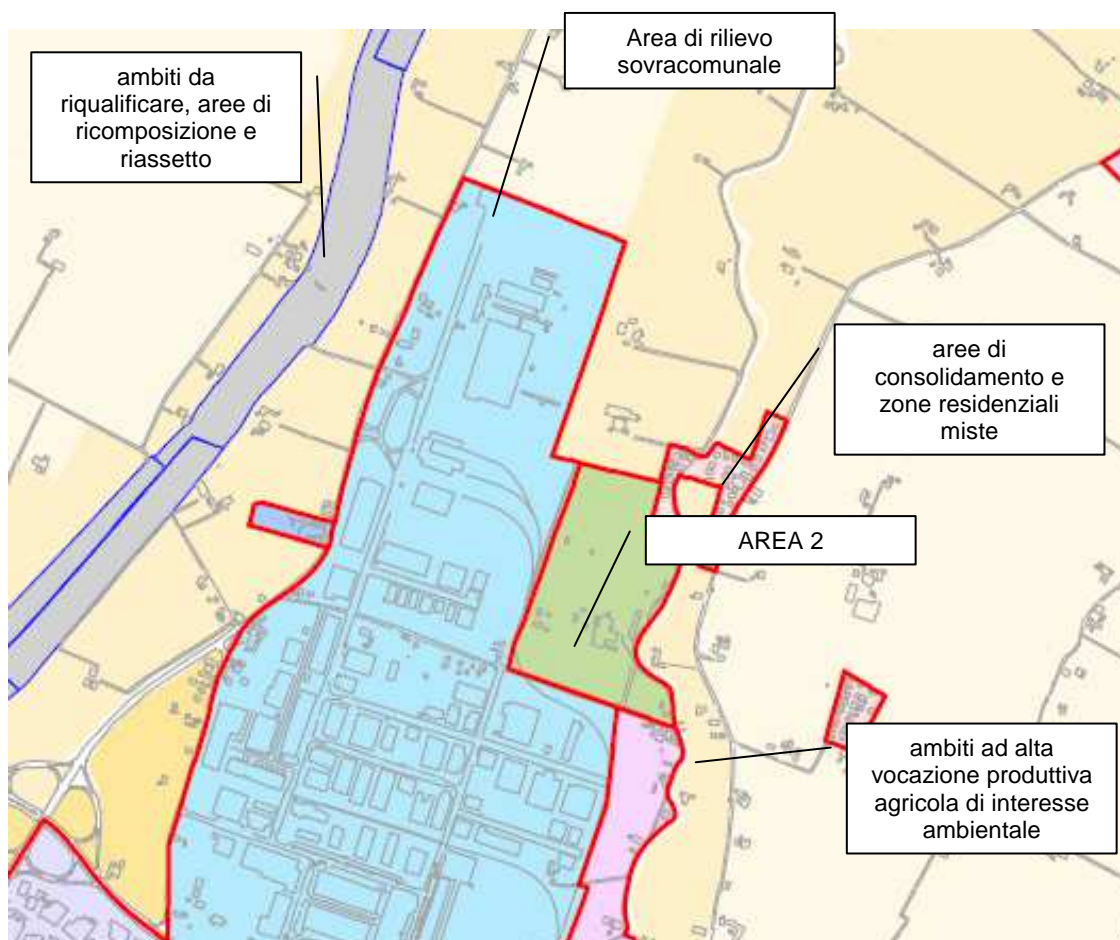 ambiti da
riqualificare, aree di
ricomposizione e
riassetto
Area di rilievo
sovracomunale
aree di
consolidamento e
zone residenziali
miste
AREA 2
ambiti ad alta
vocazione produttiva
agricola di interesse
ambientale